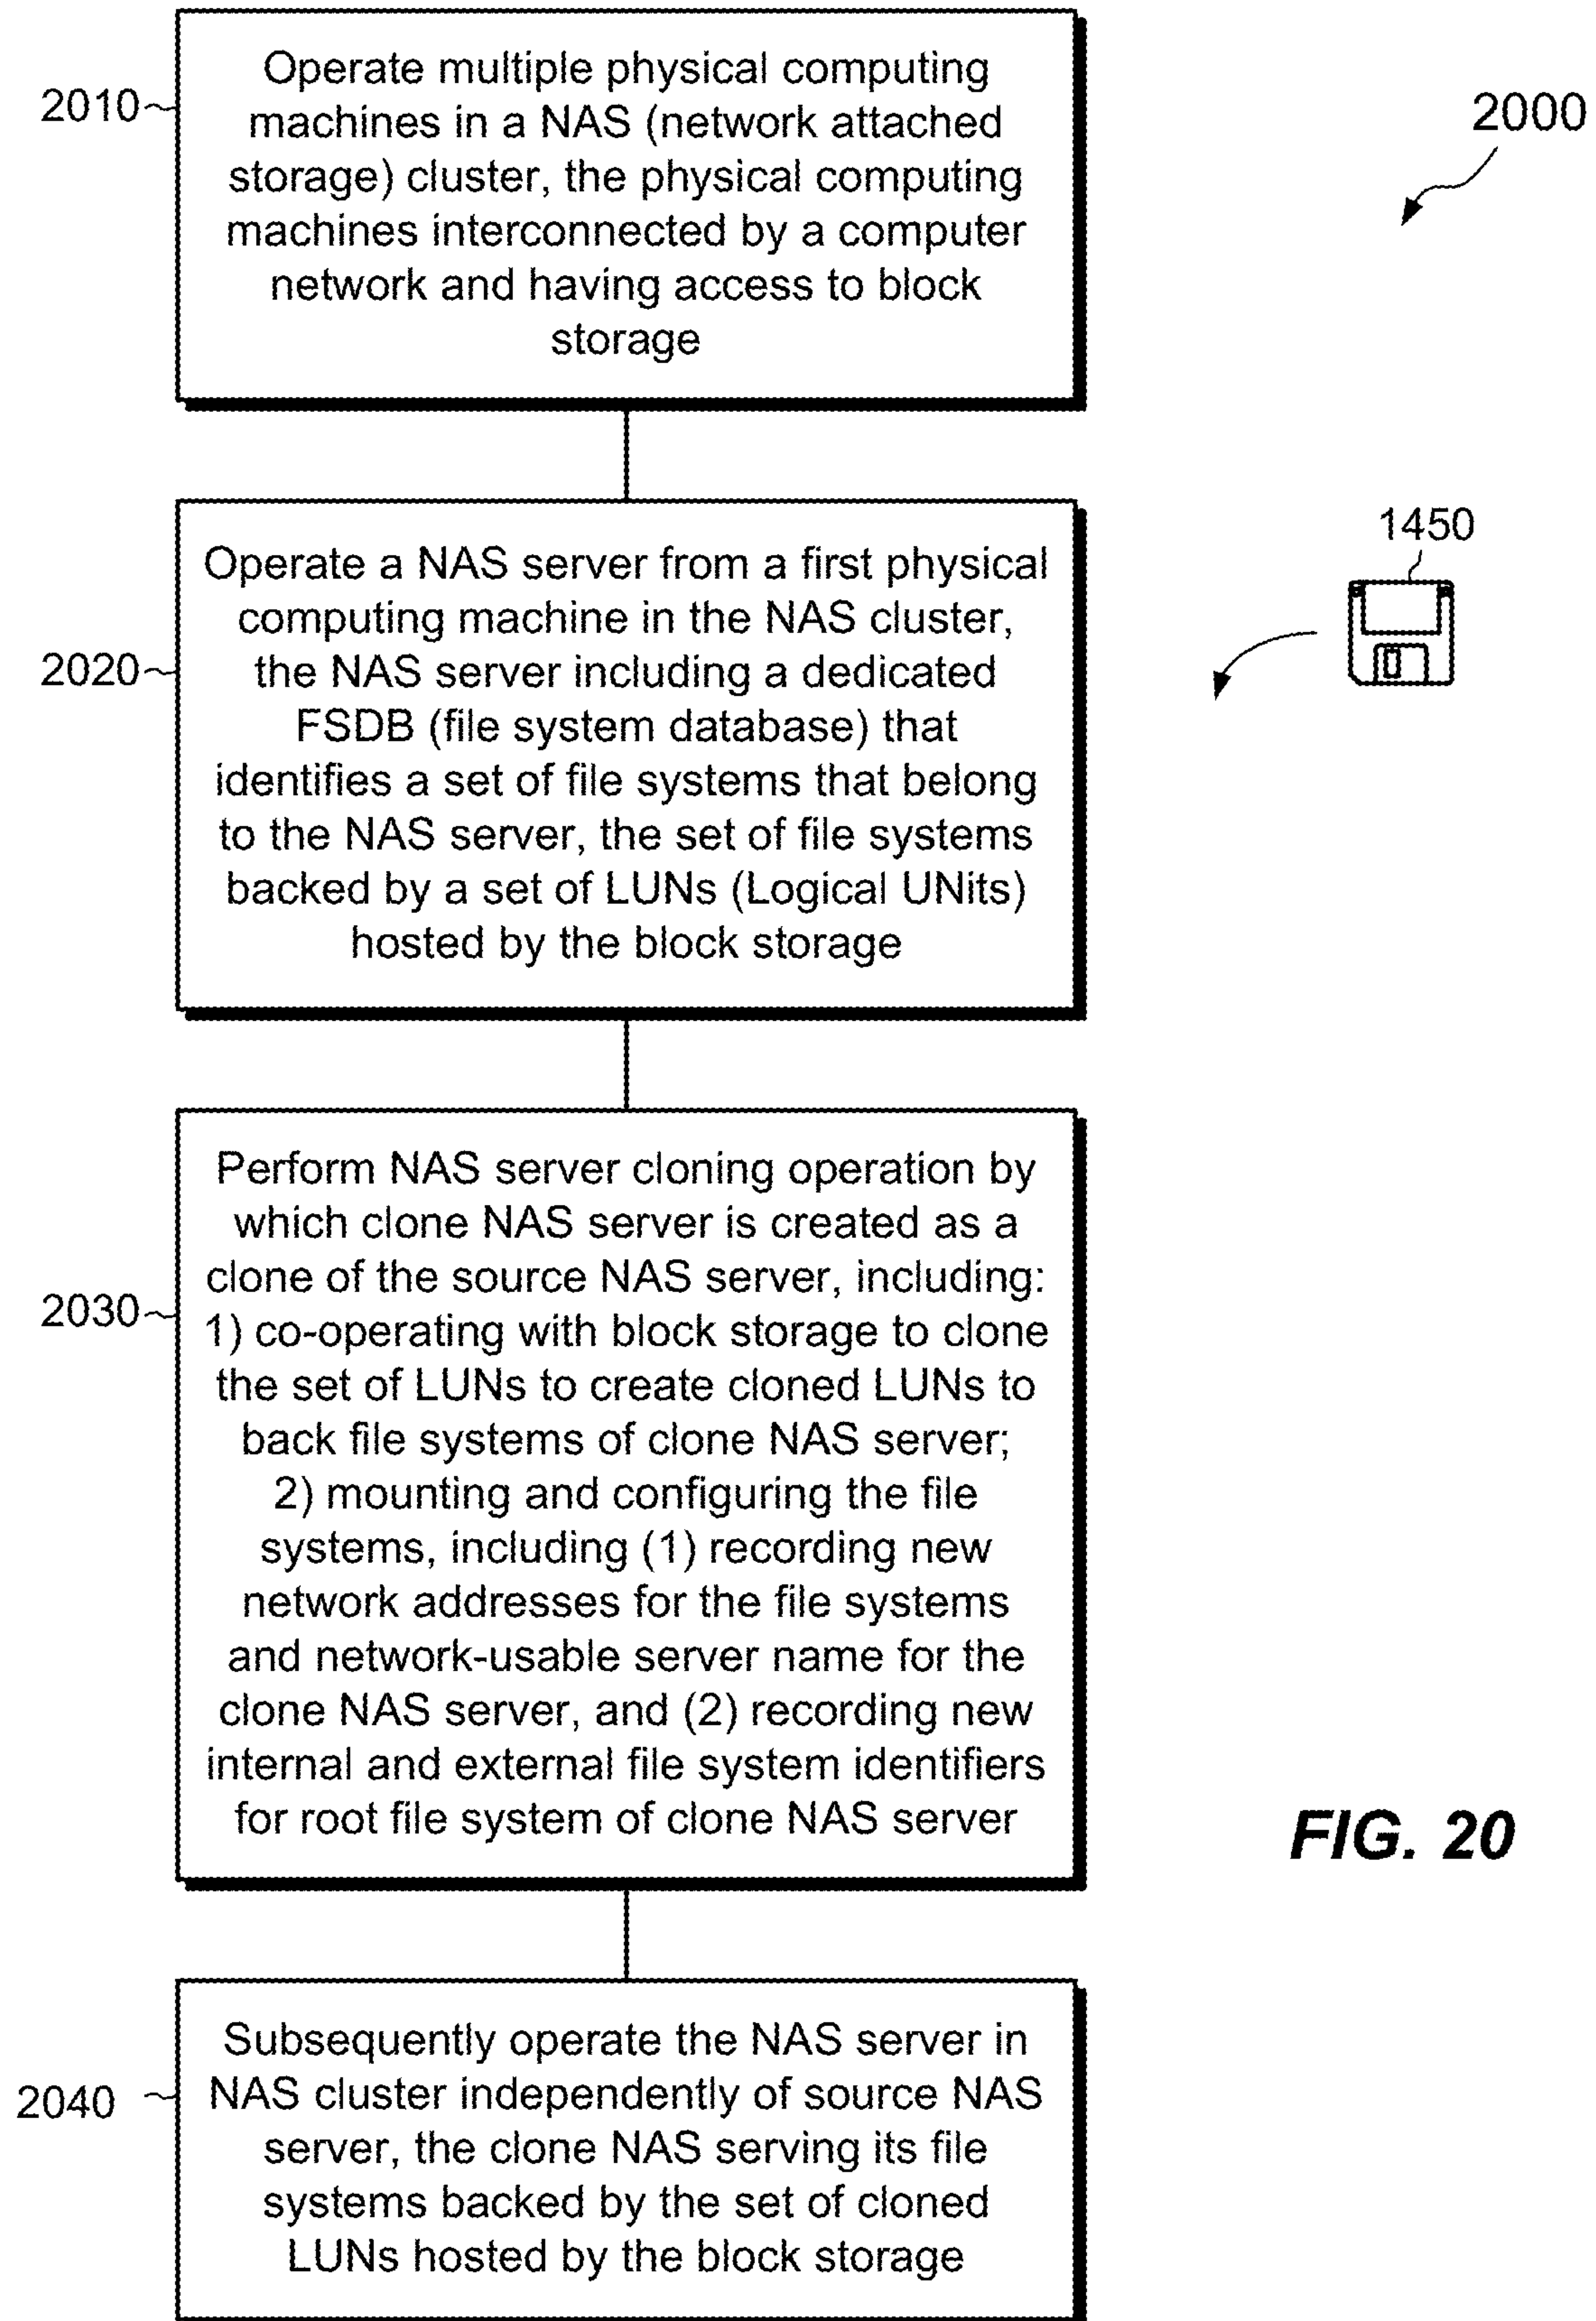 2010
Operate multiple physical computing
machines in a NAS (network attached
storage) cluster, the physical computing
machines interconnected by a computer
network and having access to block
storage
2000
2020
Operate a NAS server from a first physical
computing machine in the NAS cluster,
the NAS server including a dedicated
FSDB (file system database) that
identifies a set of file systems that belong
to the NAS server, the set of file systems
backed by a set of LUNs (Logical UNits)
hosted by the block storage
1450
2030
Perform NAS server cloning operation by
which clone NAS server is created as a
clone of the source NAS server, including:
1) co-operating with block storage to clone
the set of LUNs to create cloned LUNs to
back file systems of clone NAS server;
2) mounting and configuring the file
systems, including (1) recording new
network addresses for the file systems
and network-usable server name for the
clone NAS server, and (2) recording new
internal and external file system identifiers
for root file system of clone NAS server
FIG. 20
2040
Subsequently operate the NAS server in
NAS cluster independently of source NAS
server, the clone NAS serving its file
systems backed by the set of cloned
LUNs hosted by the block storage